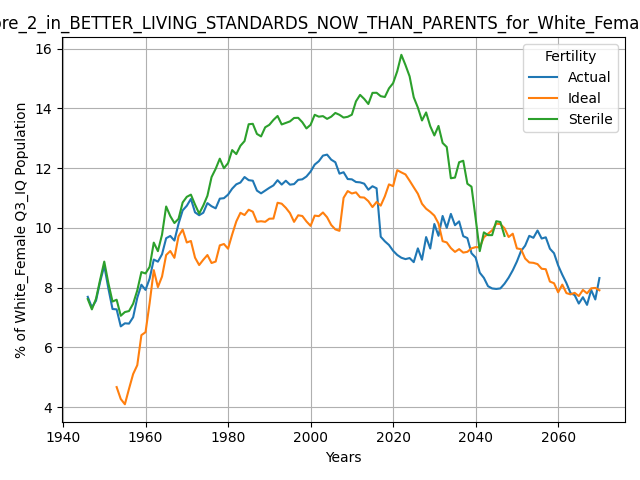 ore_2_in_BETTER_LIVING_STANDARDS_NOW_THAN_PARENTS_for_White_Fema
16
14
12
10
8
6
4
% of White_Female Q3_IQ Population
Fertility
Actual
Ideal
Sterile
1940 1960 1980 2000 2020 2040 2060
Years